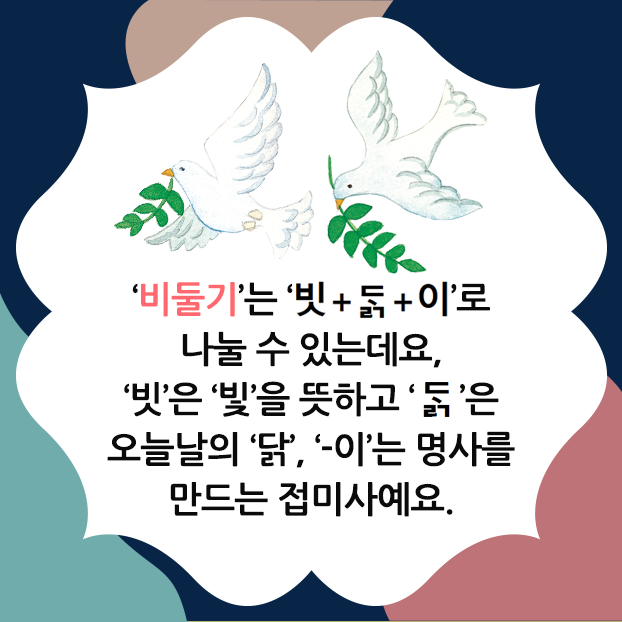 ‘비둘기’는 ‘빗+ᄃᆞᆰ+이’로
나눌 수 있는데요,
‘빗’은 ‘빛’을 뜻하고 ‘ᄃᆞᆰ’은
오늘날의 ‘닭’, ‘-이’는 명사를
만드는 접미사예요.